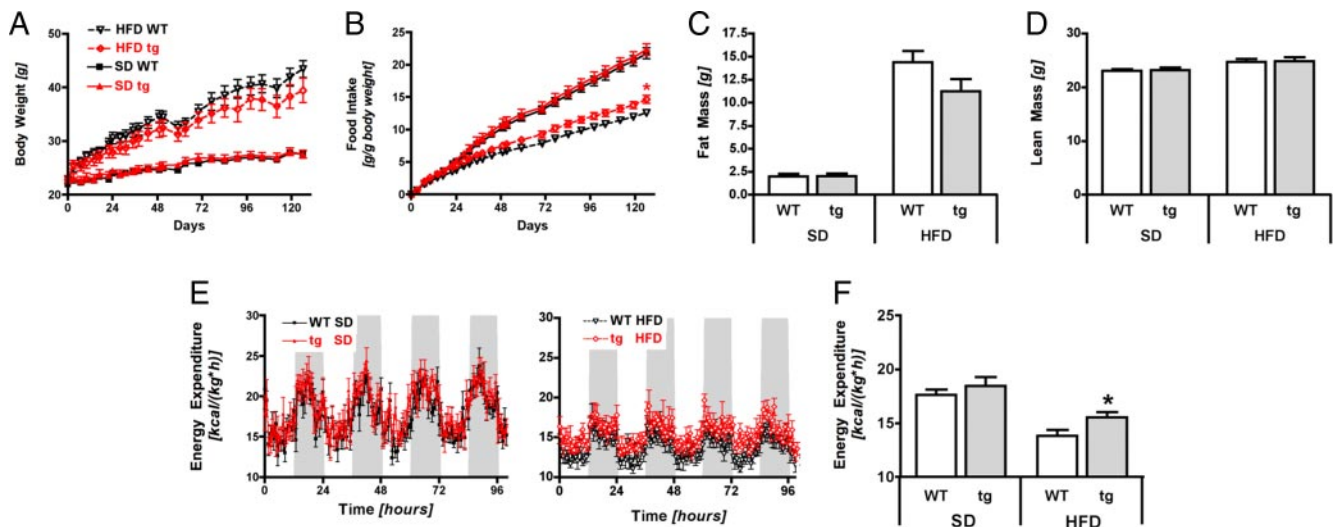 A
Body Weight [g]
50
40
30
20
0 24 48 72 96 120
Days
HFD WT
HFD tg
SD WT
SD tg
B
Food Intake
[g/g body weight]
25
20
15
10
5
0
0 24 48 72 96 120
Days
*
C
Fat Mass [g]
17.5
15.0
12.5
10.0
7.5
5.0
2.5
0.0
WT tg WT tg
SD HFD
D
Lean Mass [g]
30
20
10
0
WT tg WT tg
SD HFD
E
Energy Expenditure
[kcal/(kg*h)]
30
25
20
15
10
0 24 48 72 96
Time [hours]
WT SD
tg SD
Energy Expenditure
[kcal/(kg*h)]
30
25
20
15
10
0 24 48 72 96
Time [hours]
WT HFD
tg HFD
F
Energy Expenditure
[kcal/(kg*h)]
25
20
15
10
*
WT tg WT tg
SD HFD